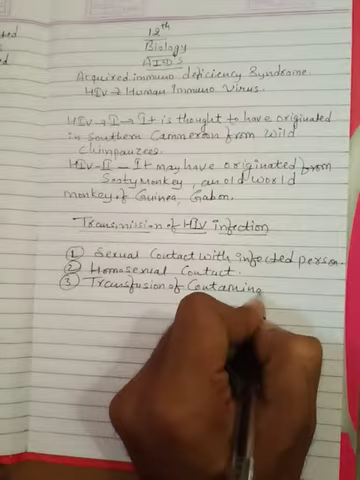 12th
Biology
AIDS
Acquired immuno deficiency Syndrome.
HIV → Human Immuno Virus.
HIV → I → It is thought to have originated
in Southern Cammeron from wild
Chimpanzees.
HIV-II - It may have originated from
Sooty Monkey, an old world
monkey of Guinea, Gabon.
Transmission of HIV infection
① Sexual Contact with infected person.
② Homosexual Contact.
③ Transfusion of Contamina